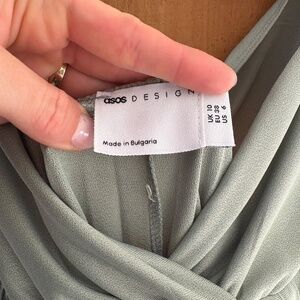 asos DESIGN
Made in Bulgaria
UK 10
EU 38
US 6